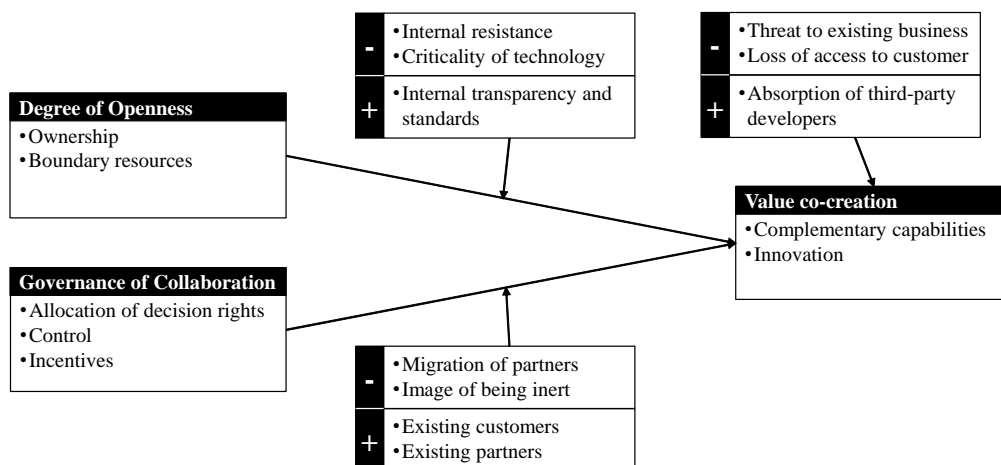 -
•Internal resistance
•Criticality of technology
+
•Internal transparency and
standards
-
•Threat to existing business
•Loss of access to customer
+
•Absorption of third-party
developers
Degree of Openness
•Ownership
•Boundary resources
Value co-creation
•Complementary capabilities
•Innovation
Governance of Collaboration
•Allocation of decision rights
•Control
•Incentives
-
•Migration of partners
•Image of being inert
+
•Existing customers
•Existing partners